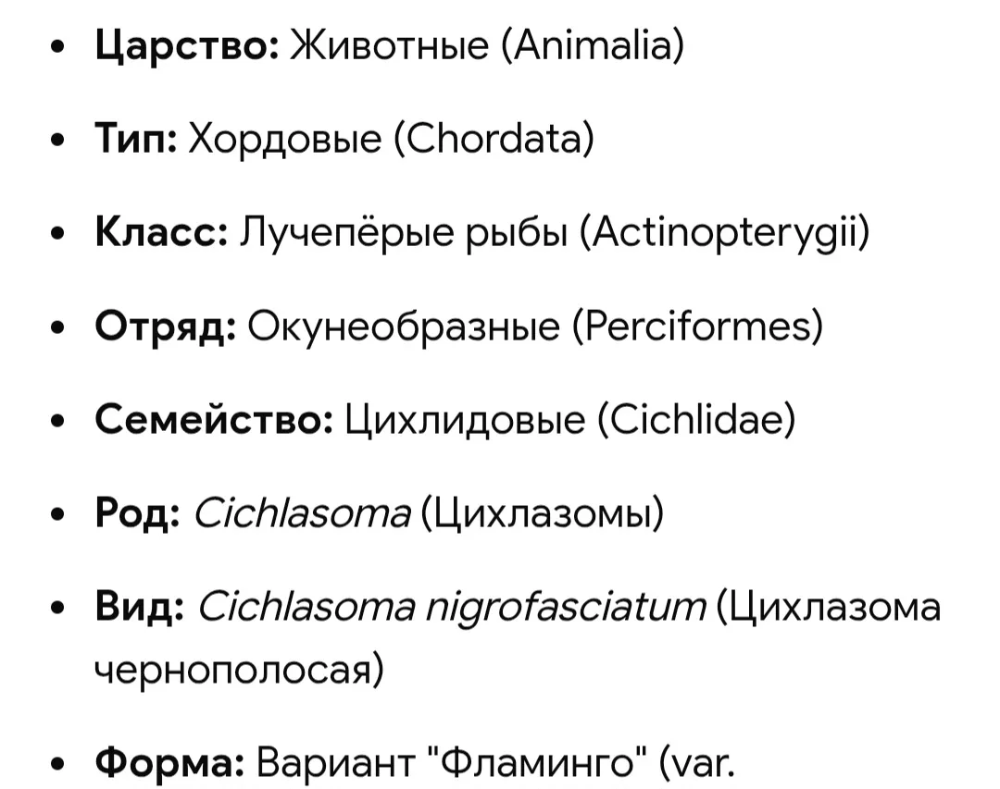 • Царство: Животные (Animalia)
• Тип: Хордовые (Chordata)
• Класс: Лучепёрые рыбы (Actinopterygii)
• Отряд: Окунеобразные (Perciformes)
• Семейство: Цихлидовые (Cichlidae)
• Род: Cichlasoma (Цихлазомы)
• Вид: Cichlasoma nigrofasciatum (Цихлазома
чернополосая)
• Форма: Вариант "Фламинго" (var.